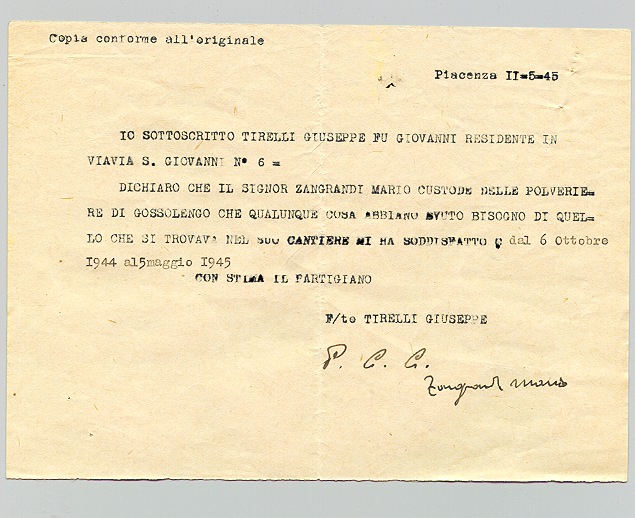 Copia conforme all'originale
Piacenza II=5=45
IO SOTTOSCRITTO TIRELLI GIUSEPPE FU GIOVANNI RESIDENTE IN
VIAVIA S. GIOVANNI N° 6 =
DICHIARO CHE IL SIGNOR ZANGRANDI MARIO CUSTODE DELLE POLVERIE=
RE DI GOSSOLENGO CHE QUALUNQUE COSA ABBIANO AVUTO BISOGNO DI QUEL=
LO CHE SI TROVAVA NEL SUO CANTIERE MI HA SODDISFATTO dal 6 Ottobre
1944 al5maggio 1945
CON STIMA IL PARTIGIANO
F/to TIRELLI GIUSEPPE
P. C. C.
Zangrandi Mario